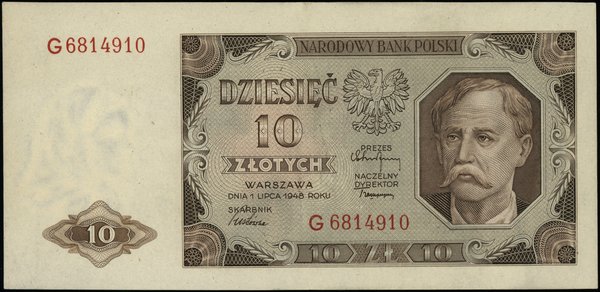 G 6814910
NARODOWY BANK POLSKI
DZIESIĘĆ
10
ZŁOTYCH
WARSZAWA
DNIA 1 LIPCA 1948 ROKU
SKARBNIK
PREZES
NACZELNY
DYREKTOR
G 6814910
10
10 ZŁ 10